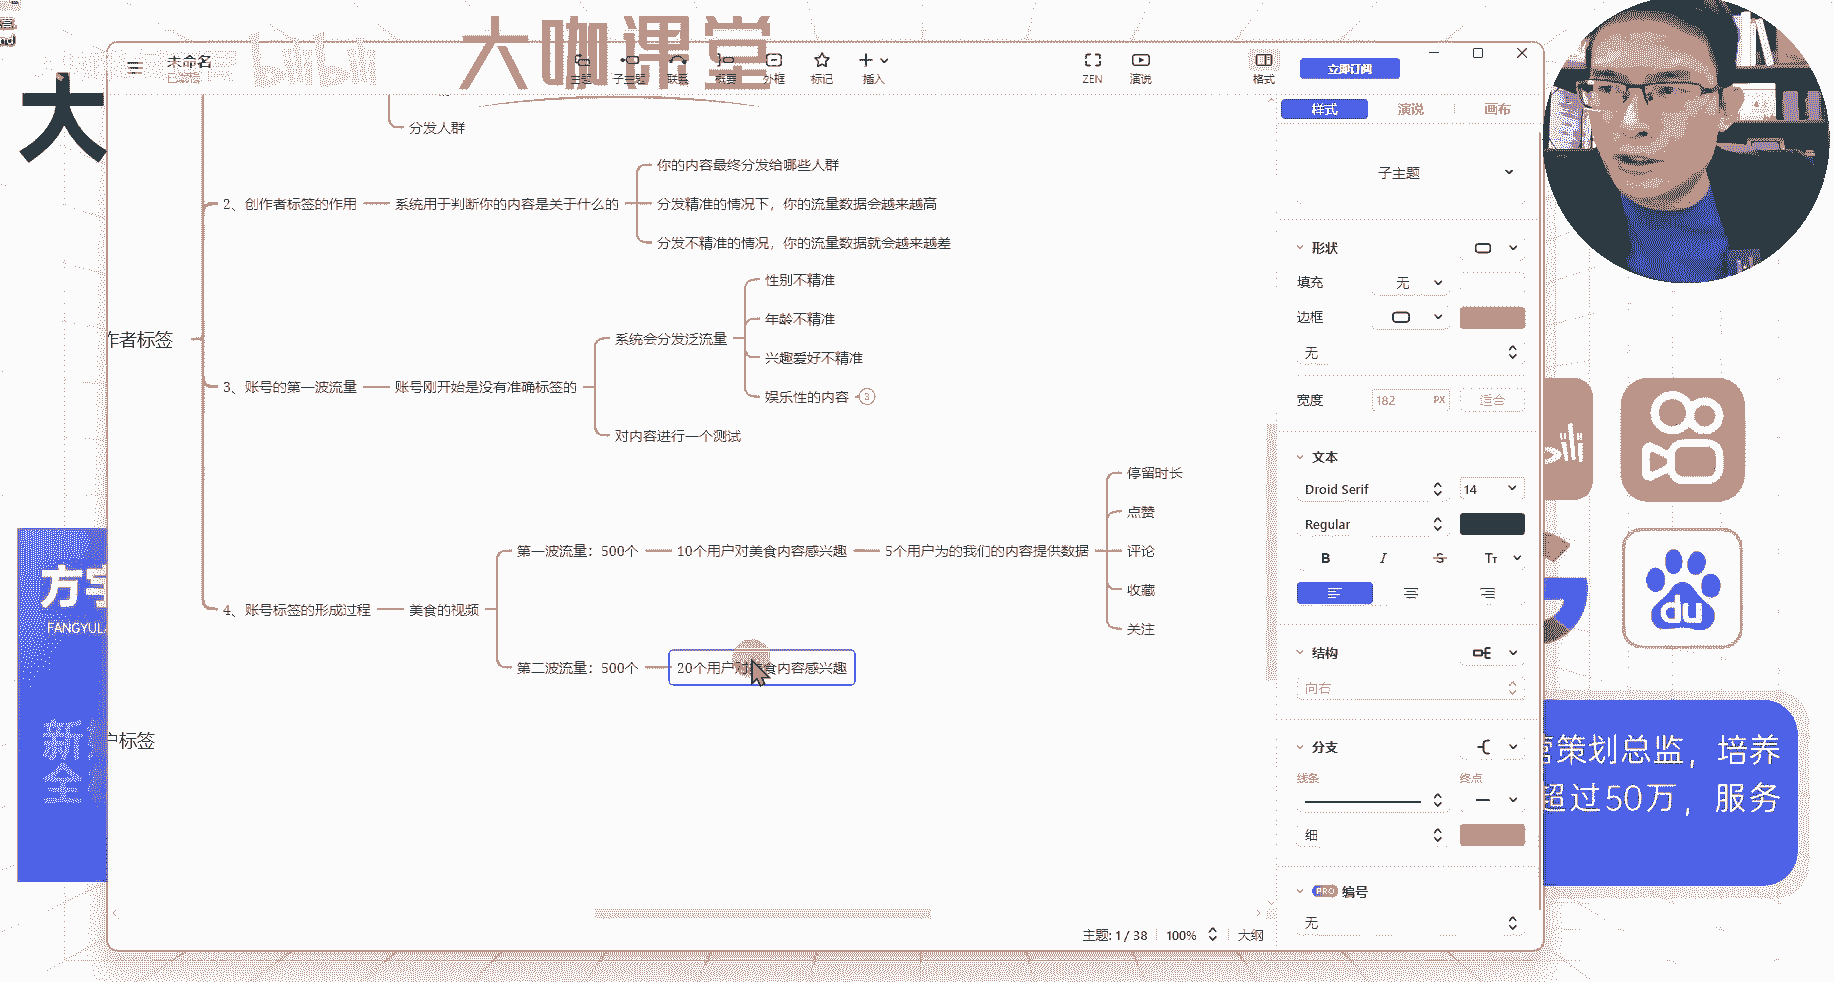 大咖课堂
bilibili
未命名
主题
子主题
联系
概要
外框
标记
插入
ZEN
演说
格式
立即订阅
大
样式
演说
画布
分发人群
子主题
你的内容最终分发给哪些人群
2、创作者标签的作用
系统用于判断你的内容是关于什么的
分发精准的情况下，你的流量数据会越来越高
分发不精准的情况，你的流量数据就会越来越差
形状
性别不精准
填充
无
年龄不精准
边框
作者标签
系统会分发泛流量
无
兴趣爱好不精准
3、账号的第一波流量
账号刚开始是没有准确标签的
娱乐性的内容
3
宽度
182
PX
适合
对内容进行一个测试
文本
停留时长
Droid Serif
14
点赞
Regular
第一波流量：500个
10个用户对美食内容感兴趣
5个用户为的我们的内容提供数据
评论
B
I
S
Tт
收藏
4、账号标签的形成过程
美食的视频
关注
du
FANGYUL
结构
第二波流量：500个
20个用户对美食内容感兴趣
向右
户标签
分支
线条
终点
细
营策划总监，培养
超过50万，服务
PRO
编号
无
主题: 1 / 38
100%
大纲